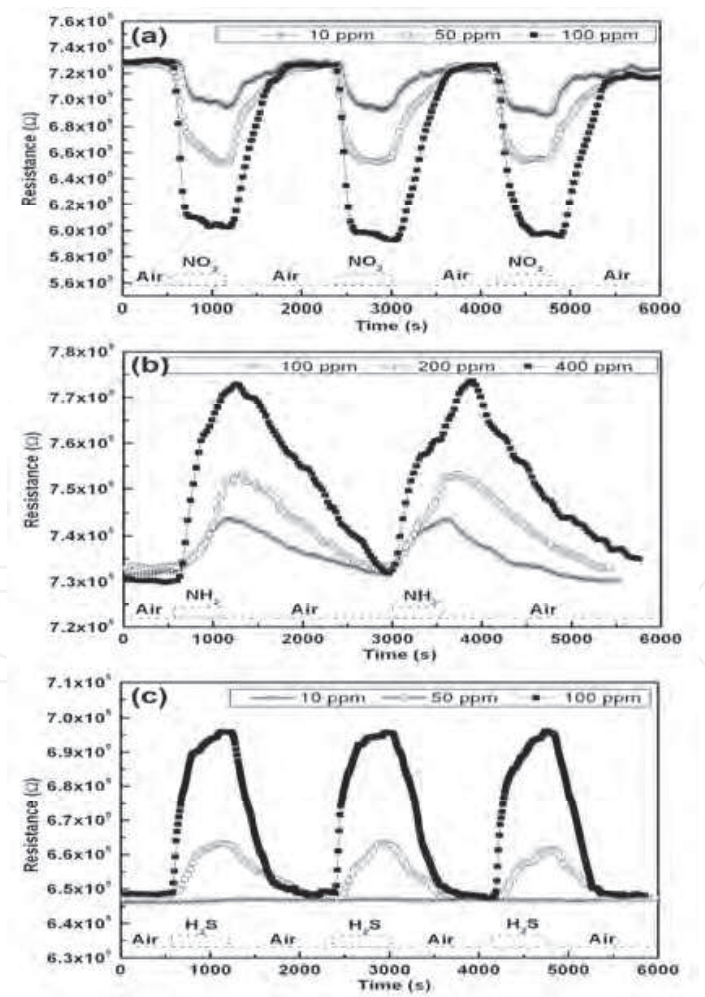 (a) 10 ppm 50 ppm 100 ppm
7.6x10⁵
7.4x10⁵
7.2x10⁵
7.0x10⁵
6.8x10⁵
6.6x10⁵
6.4x10⁵
6.2x10⁵
6.0x10⁵
5.8x10⁵
5.6x10⁵
Resistance (Ω)
NO₂ NO₂ NO₂
Air Air Air Air
0 1000 2000 3000 4000 5000 6000
Time (s)
(b) 100 ppm 200 ppm 400 ppm
7.8x10⁵
7.7x10⁵
7.6x10⁵
7.5x10⁵
7.4x10⁵
7.3x10⁵
7.2x10⁵
Resistance (Ω)
NH₃ NH₃
Air Air Air
0 1000 2000 3000 4000 5000 6000
Time (s)
(c) 10 ppm 50 ppm 100 ppm
7.1x10⁵
7.0x10⁵
6.9x10⁵
6.8x10⁵
6.7x10⁵
6.6x10⁵
6.5x10⁵
6.4x10⁵
6.3x10⁵
Resistance (Ω)
H₂S H₂S H₂S
Air Air Air Air
0 1000 2000 3000 4000 5000 6000
Time (s)